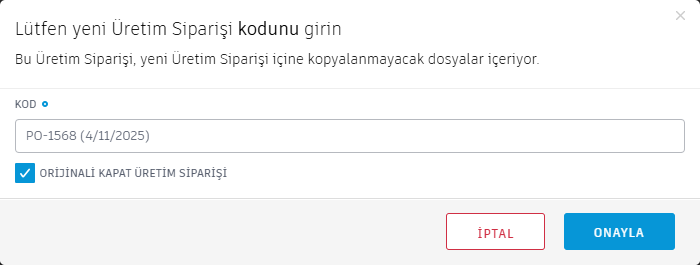 Lütfen yeni Üretim Siparişi kodunu girin
Bu Üretim Siparişi, yeni Üretim Siparişi içine kopyalanmayacak dosyalar içeriyor.
KOD
PO-1568 (4/11/2025)
ORİJİNALİ KAPAT ÜRETİM SİPARİŞİ
İPTAL
ONAYLA